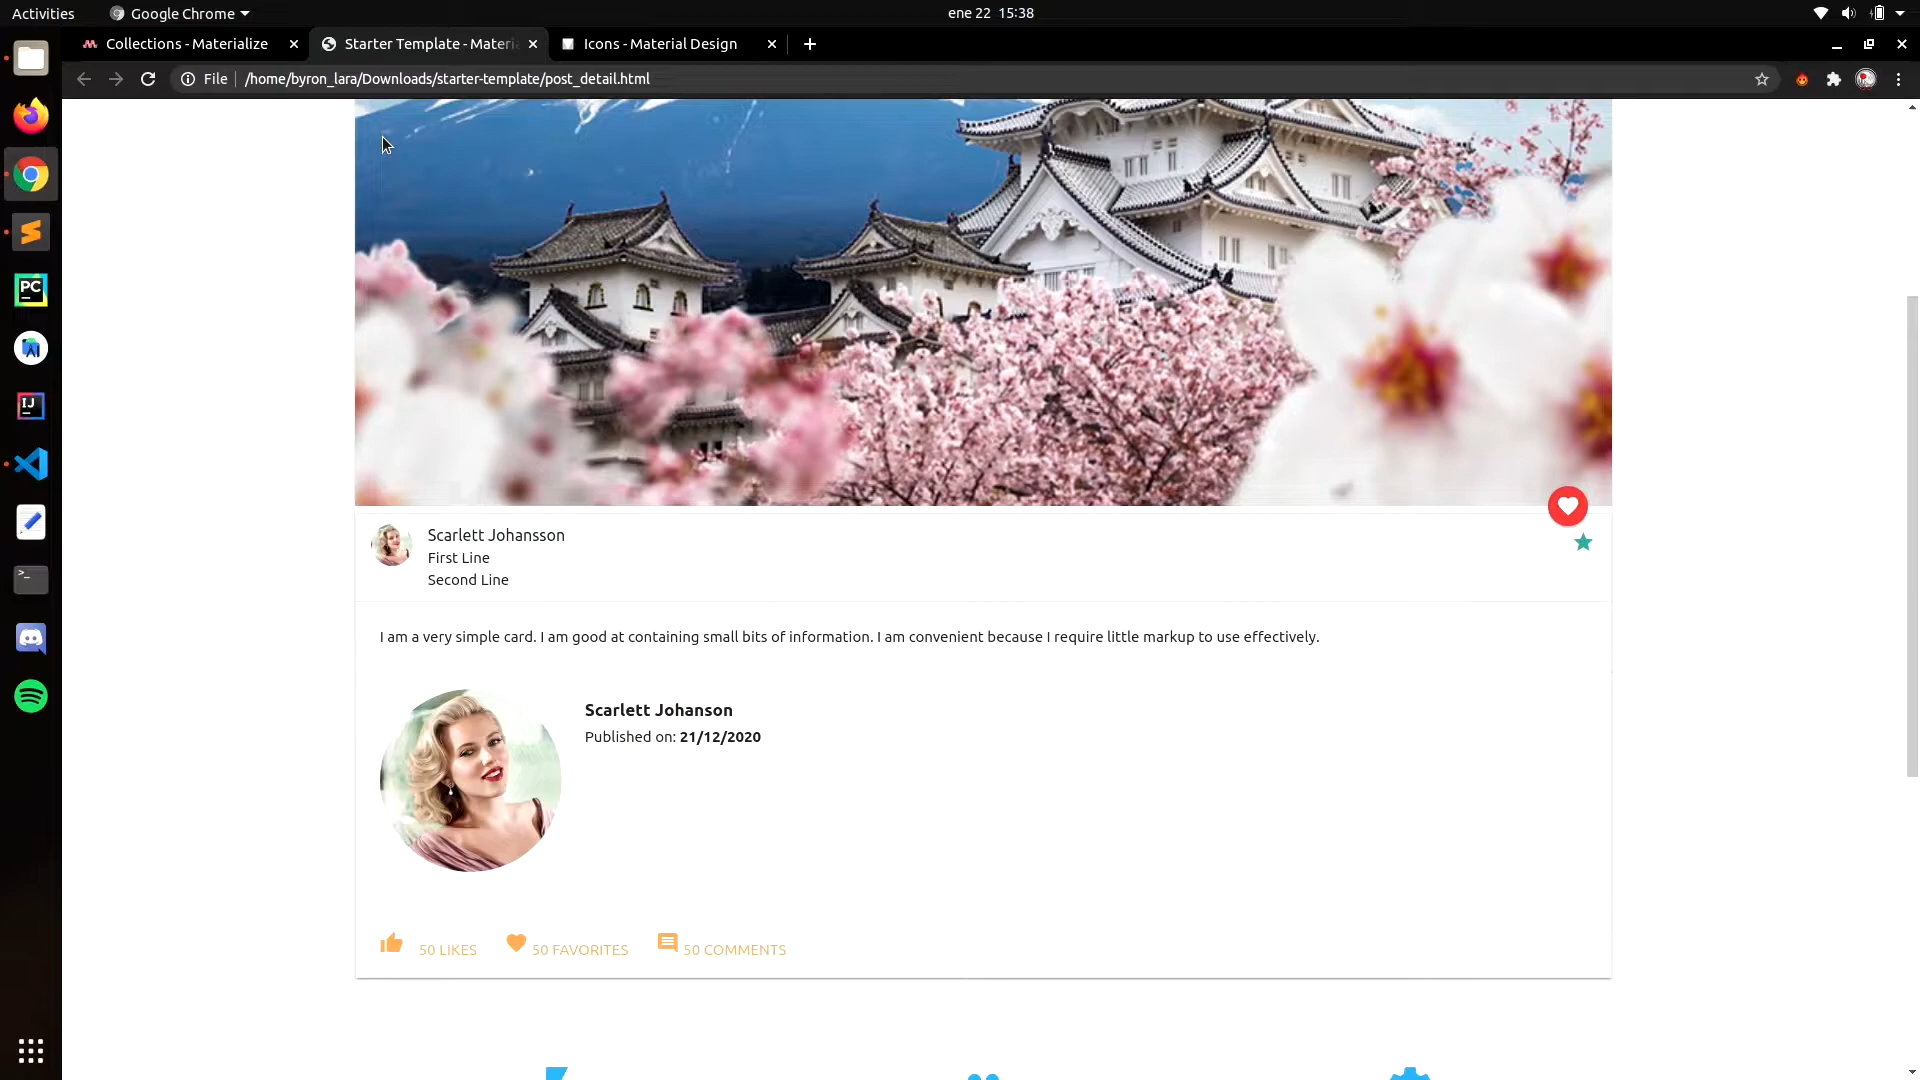 Activities Google Chrome ene 22 15:38
Collections - Materialize Starter Template - Materia Icons - Material Design
File /home/byron_lara/Downloads/starter-template/post_detail.html
PC
IJ
>_
Scarlett Johansson
First Line
Second Line
I am a very simple card. I am good at containing small bits of information. I am convenient because I require little markup to use effectively.
Scarlett Johanson
Published on: 21/12/2020
50 LIKES 50 FAVORITES 50 COMMENTS